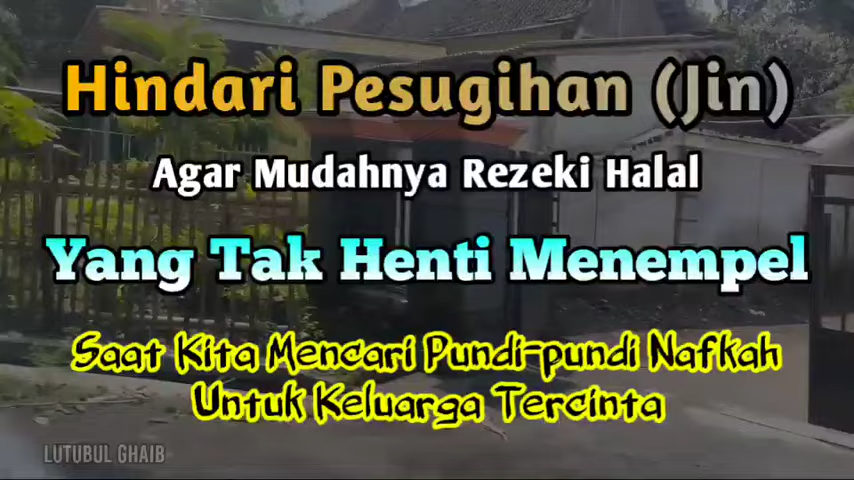 Hindari Pesugihan (Jin)
Agar Mudahnya Rezeki Halal
Yang Tak Henti Menempel
Saat Kita Mencari Pundi-pundi Nafkah
Untuk Keluarga Tercinta
LUTUBUL GHAIB